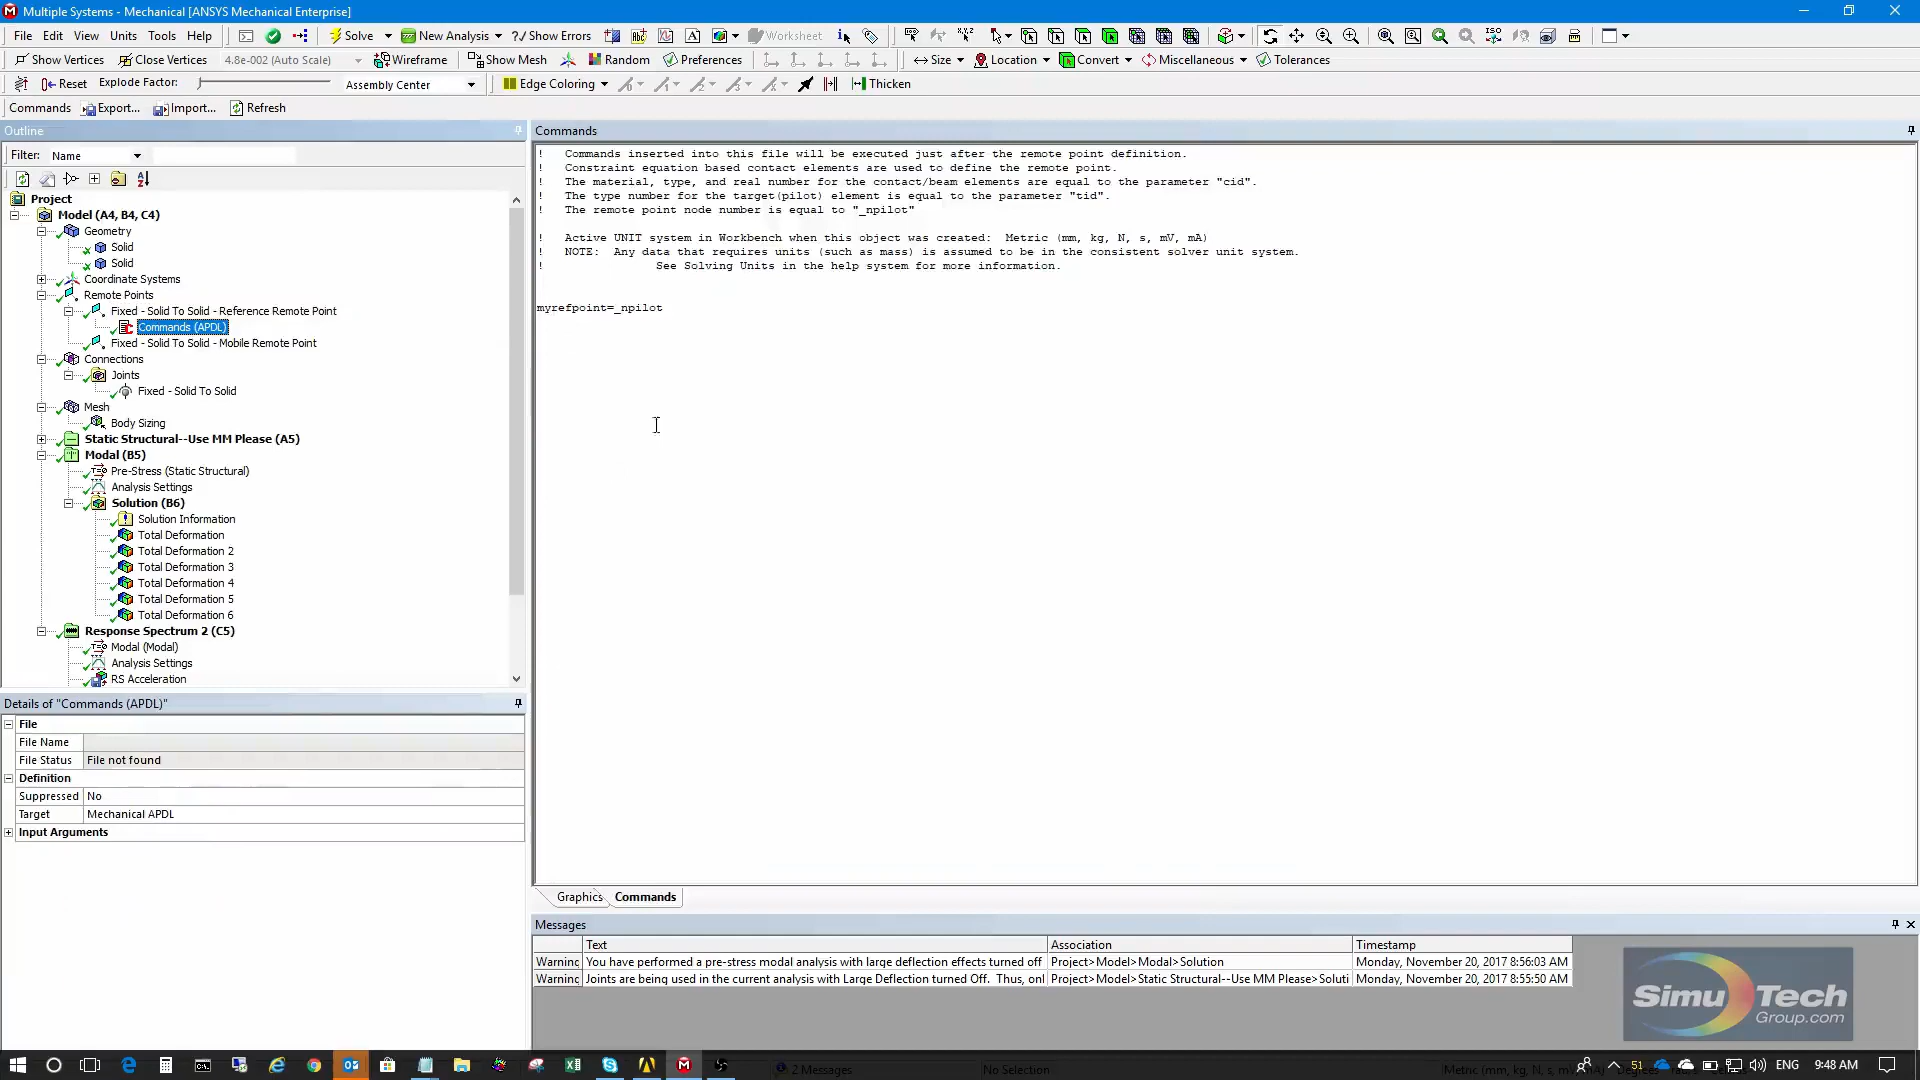 Multiple Systems - Mechanical [ANSYS Mechanical Enterprise]
File Edit View Units Tools Help Solve New Analysis ?/ Show Errors Worksheet
Show Vertices Close Vertices 4.8e-002 (Auto Scale) Wireframe Show Mesh Random Preferences Size Location Convert Miscellaneous Tolerances
Reset Explode Factor: Assembly Center Edge Coloring Thicken
Commands Export... Import... Refresh
Outline
Filter: Name
Project
Model (A4, B4, C4)
Geometry
Solid
Solid
Coordinate Systems
Remote Points
Fixed - Solid To Solid - Reference Remote Point
Commands (APDL)
Fixed - Solid To Solid - Mobile Remote Point
Connections
Joints
Fixed - Solid To Solid
Mesh
Body Sizing
Static Structural--Use MM Please (A5)
Modal (B5)
Pre-Stress (Static Structural)
Analysis Settings
Solution (B6)
Solution Information
Total Deformation
Total Deformation 2
Total Deformation 3
Total Deformation 4
Total Deformation 5
Total Deformation 6
Response Spectrum 2 (C5)
Modal (Modal)
Analysis Settings
RS Acceleration
Details of "Commands (APDL)"
File
File Name
File Status File not found
Definition
Suppressed No
Target Mechanical APDL
Input Arguments
Commands
! Commands inserted into this file will be executed just after the remote point definition.
! Constraint equation based contact elements are used to define the remote point.
! The material, type, and real number for the contact/beam elements are equal to the parameter "cid".
! The type number for the target(pilot) element is equal to the parameter "tid".
! The remote point node number is equal to "_npilot"
! Active UNIT system in Workbench when this object was created: Metric (mm, kg, N, s, mV, mA)
! NOTE: Any data that requires units (such as mass) is assumed to be in the consistent solver unit system.
! See Solving Units in the help system for more information.
myrefpoint=_npilot
Graphics Commands
Messages
Text Association Timestamp
Warning You have performed a pre-stress modal analysis with large deflection effects turned off Project>Model>Modal>Solution Monday, November 20, 2017 8:56:03 AM
Warning Joints are being used in the current analysis with Large Deflection turned Off. Thus, onl Project>Model>Static Structural--Use MM Please>Soluti Monday, November 20, 2017 8:55:50 AM
SimuTech
Group.com
2 Messages No Selection
51 ENG 9:48 AM